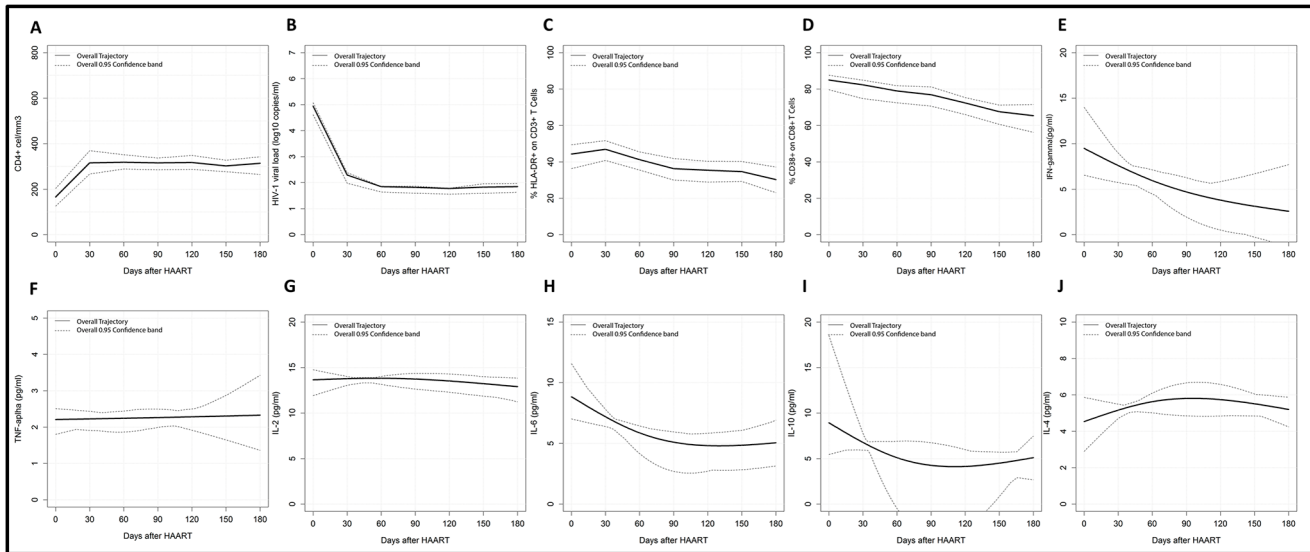 A
CD4+ cell/mm3
800
600
400
200
0
Overall Trajectory
Overall 0.95 Confidence band
0 30 60 90 120 150 180
Days after HAART
B
HIV-1 viral load (log10 copies/ml)
7
6
5
4
3
2
1
0
Overall Trajectory
Overall 0.95 Confidence band
0 30 60 90 120 150 180
Days after HAART
C
% HLA-DR+ on CD3+ T Cells
100
80
60
40
20
0
Overall Trajectory
Overall 0.95 Confidence band
0 30 60 90 120 150 180
Days after HAART
D
% CD38+ on CD8+ T Cells
100
80
60
40
20
0
Overall Trajectory
Overall 0.95 Confidence band
0 30 60 90 120 150 180
Days after HAART
E
IFN-gamma(pg/ml)
20
15
10
5
0
Overall Trajectory
Overall 0.95 Confidence band
0 30 60 90 120 150 180
Days after HAART
F
TNF-aplha (pg/ml)
5
4
3
2
1
0
Overall Trajectory
Overall 0.95 Confidence band
0 30 60 90 120 150 180
Days after HAART
G
IL-2 (pg/ml)
20
15
10
5
0
Overall Trajectory
Overall 0.95 Confidence band
0 30 60 90 120 150 180
Days after HAART
H
IL-6 (pg/ml)
15
10
5
0
Overall Trajectory
Overall 0.95 Confidence band
0 30 60 90 120 150 180
Days after HAART
I
IL-10 (pg/ml)
20
15
10
5
0
Overall Trajectory
Overall 0.95 Confidence band
0 30 60 90 120 150 180
Days after HAART
J
IL-4 (pg/ml)
10
8
6
4
2
0
Overall Trajectory
Overall 0.95 Confidence band
0 30 60 90 120 150 180
Days after HAART